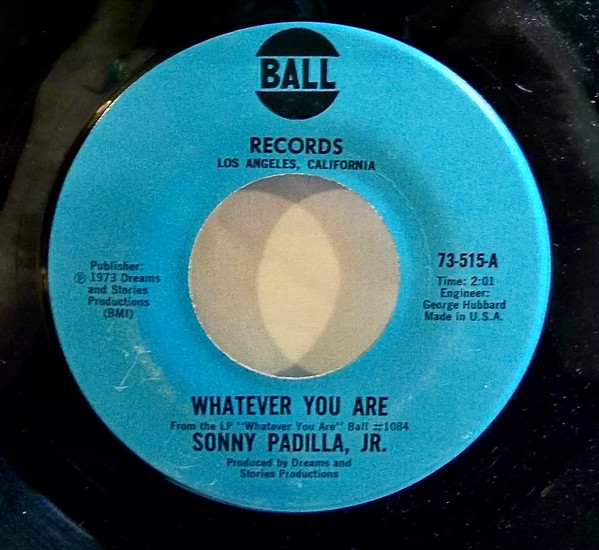 BALL
RECORDS
LOS ANGELES, CALIFORNIA
Publisher:
℗ 1973 Dreams
and Stories
Productions
(BMI)
73-515-A
Time: 2:01
Engineer:
George Hubbard
Made in U.S.A.
WHATEVER YOU ARE
From the LP "Whatever You Are" Ball #1084
SONNY PADILLA, JR.
Produced by Dreams and
Stories Productions